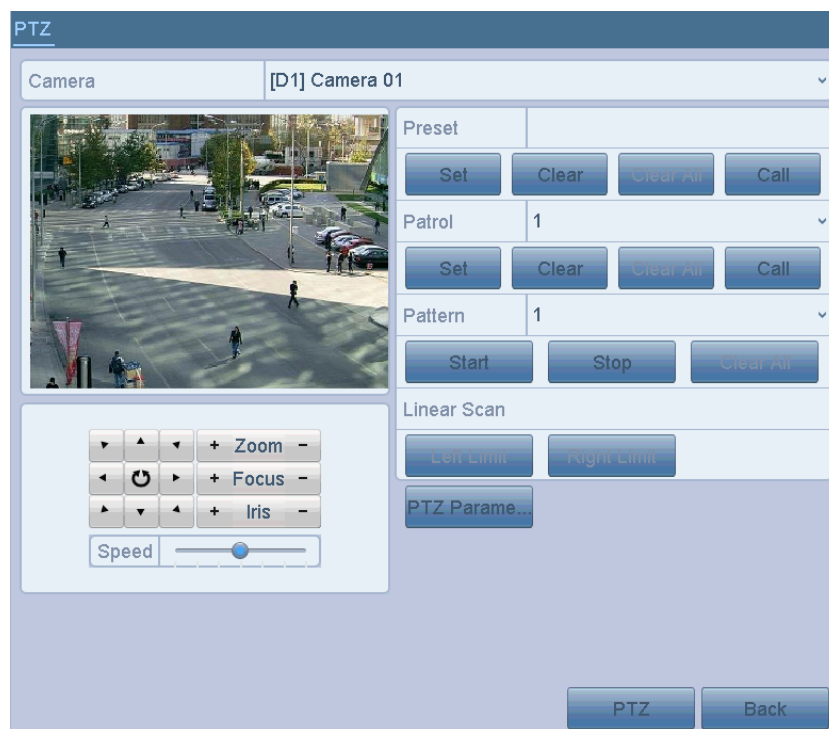 PTZ
Camera [D1] Camera 01
Preset
Set Clear Clear All Call
Patrol 1
Set Clear Clear All Call
Pattern 1
Start Stop Clear All
Linear Scan
Left Limit Right Limit
PTZ Parame...
+ Zoom -
+ Focus -
+ Iris -
Speed
PTZ Back